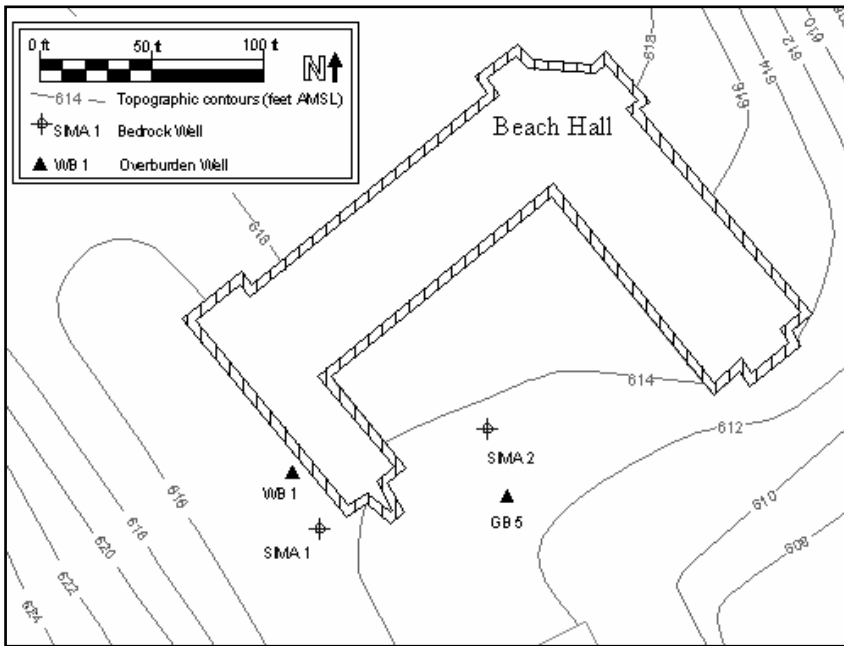 0 ft 50 ft 100 ft
N
614 Topographic contours (feet AMSL)
SIMA 1 Bedrock Well
WB 1 Overburden Well
618
616
614
612
610
608
Beach Hall
618
614
612
SIMA 2
WB 1
GB 5
SIMA 1
616
618
620
622
624
610
608